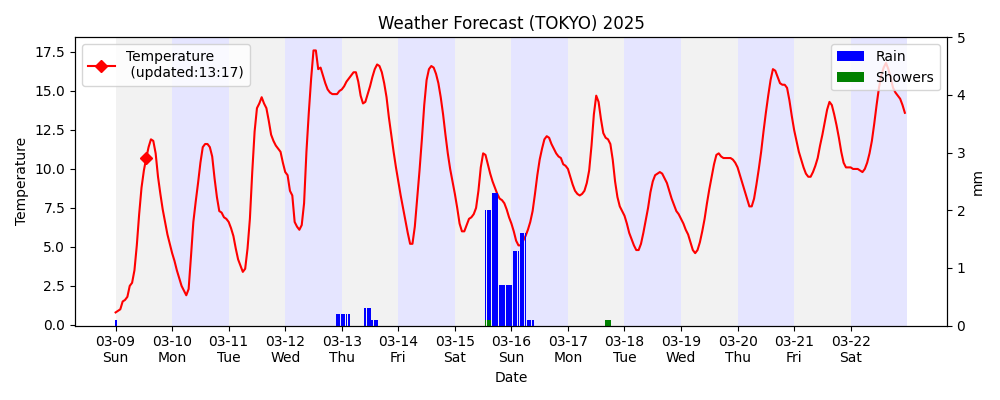 Weather Forecast (TOKYO) 2025
Temperature
(updated:13:17)
Rain
Showers
Temperature
17.5
15.0
12.5
10.0
7.5
5.0
2.5
0.0
5
4
3
2
1
0
mm
03-09 03-10 03-11 03-12 03-13 03-14 03-15 03-16 03-17 03-18 03-19 03-20 03-21 03-22
Sun Mon Tue Wed Thu Fri Sat Sun Mon Tue Wed Thu Fri Sat
Date